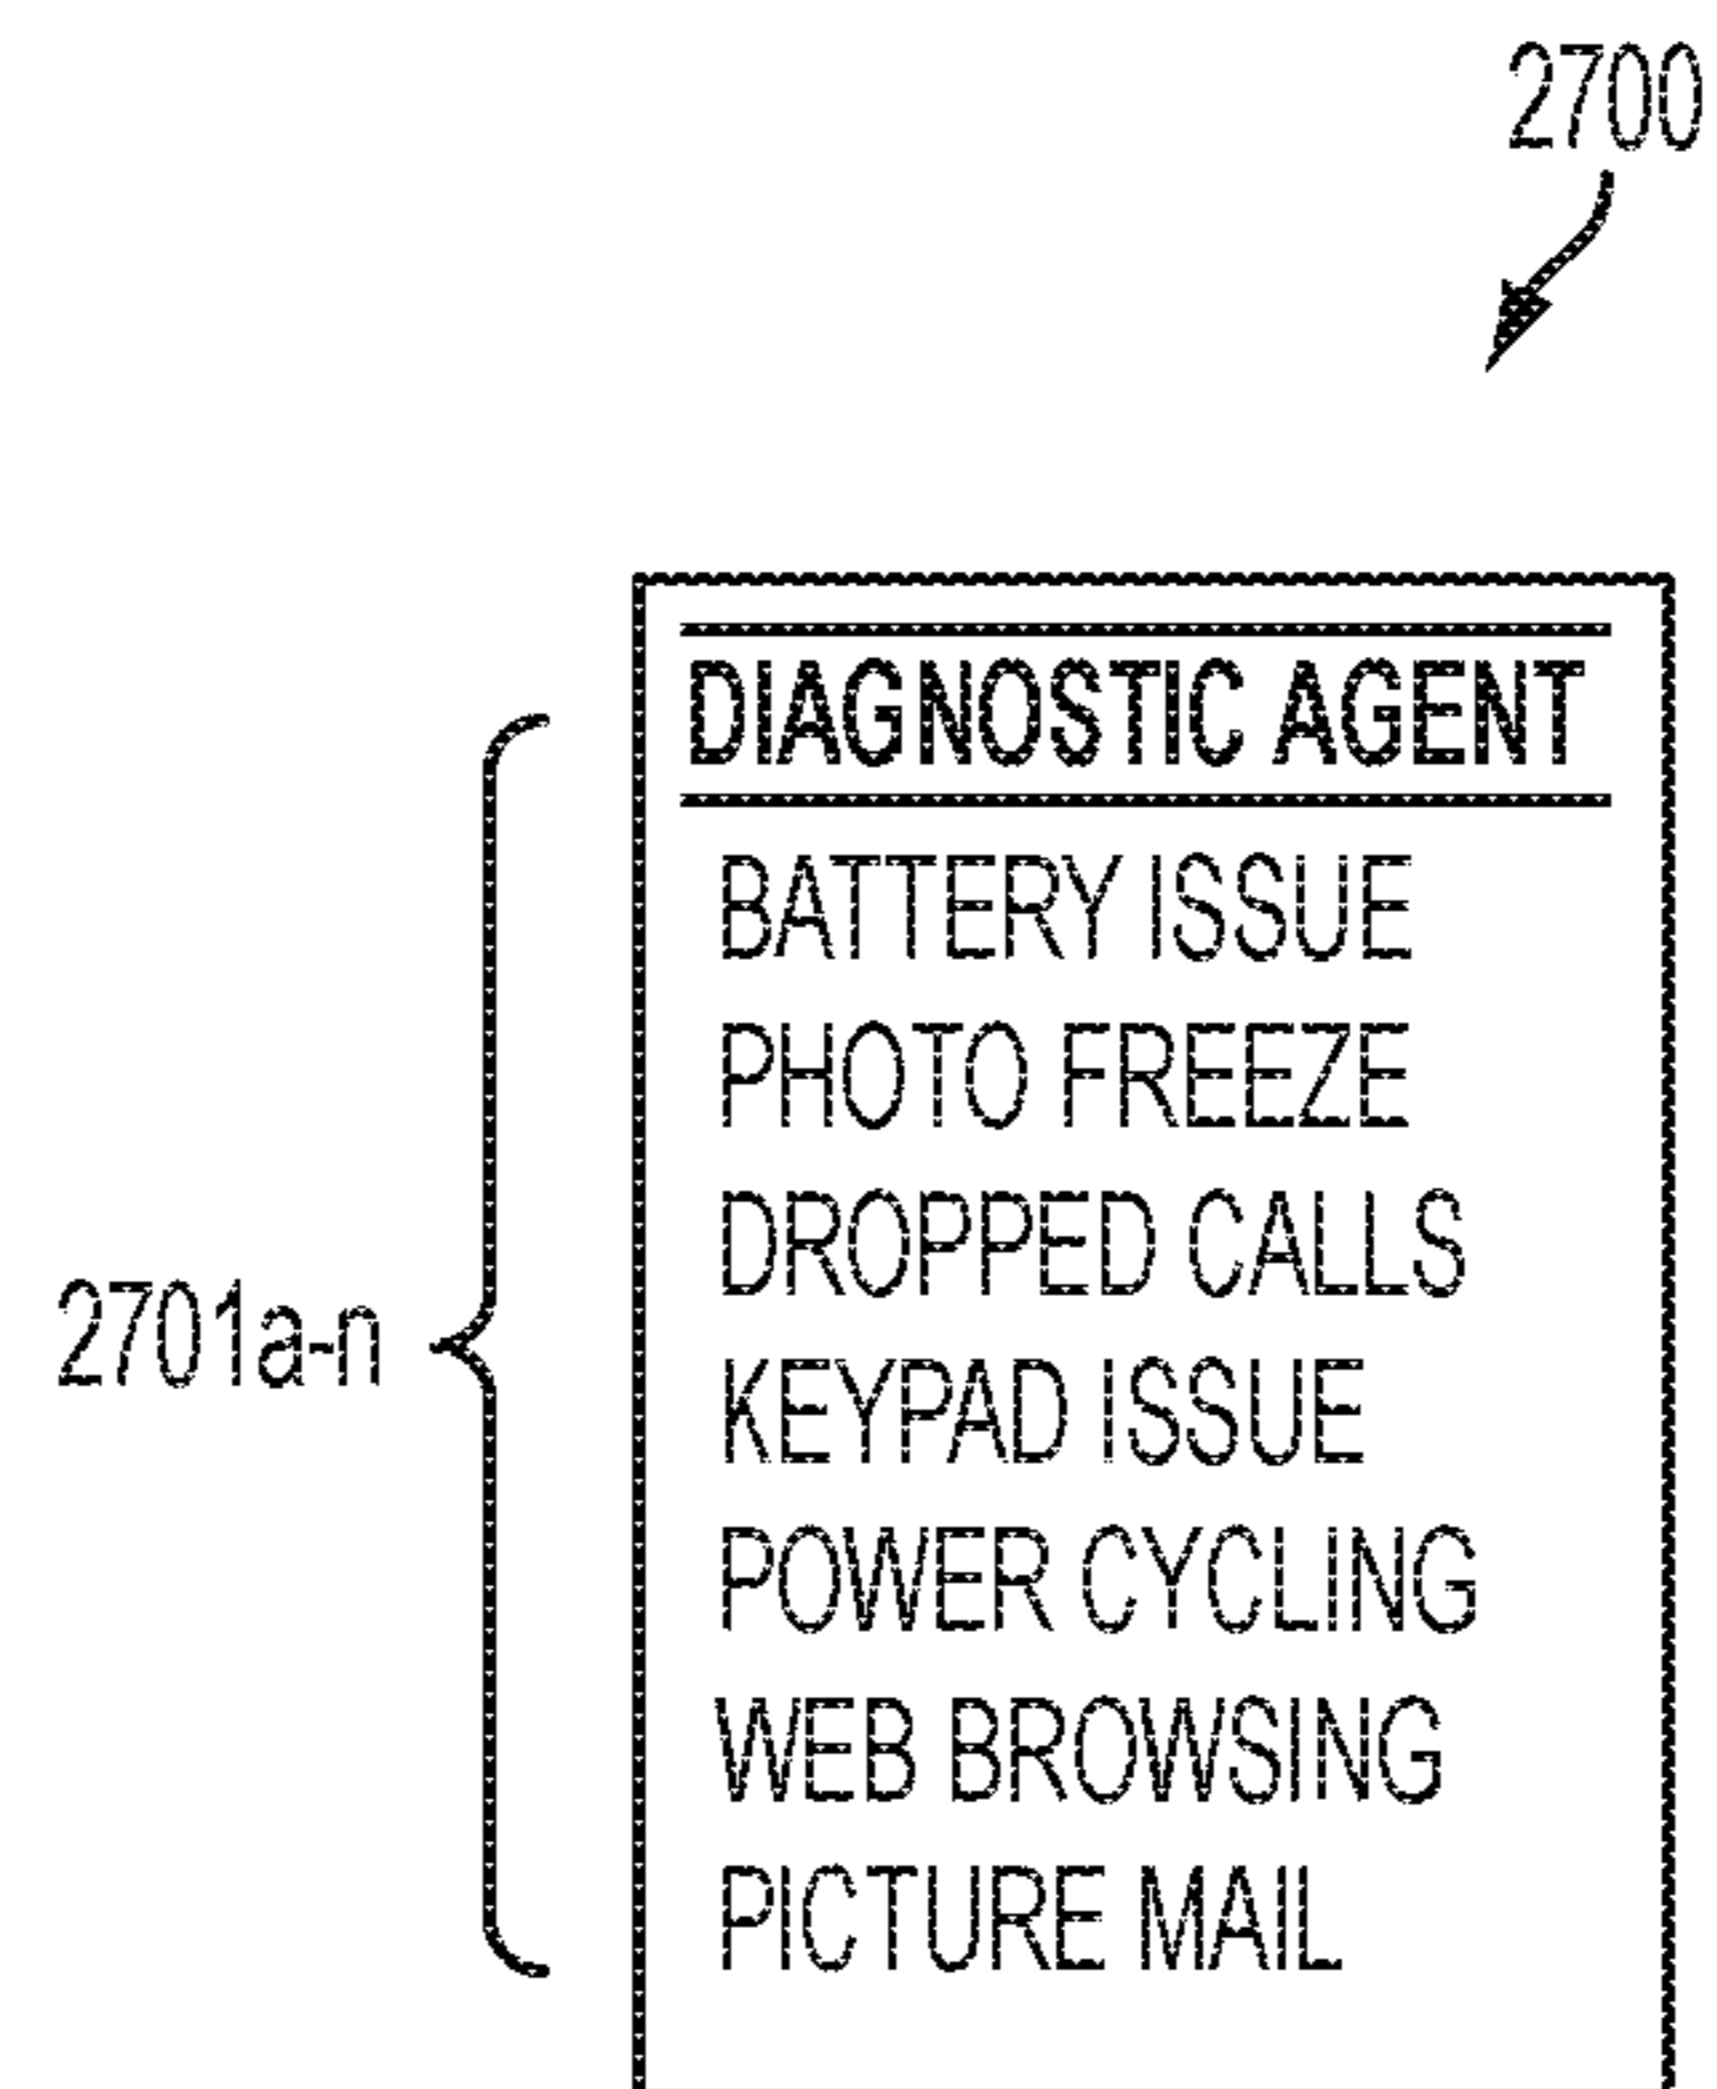 2700
DIAGNOSTIC AGENT
BATTERY ISSUE
PHOTO FREEZE
DROPPED CALLS
2701a-n
KEYPAD ISSUE
POWER CYCLING
WEB BROWSING
PICTURE MAIL